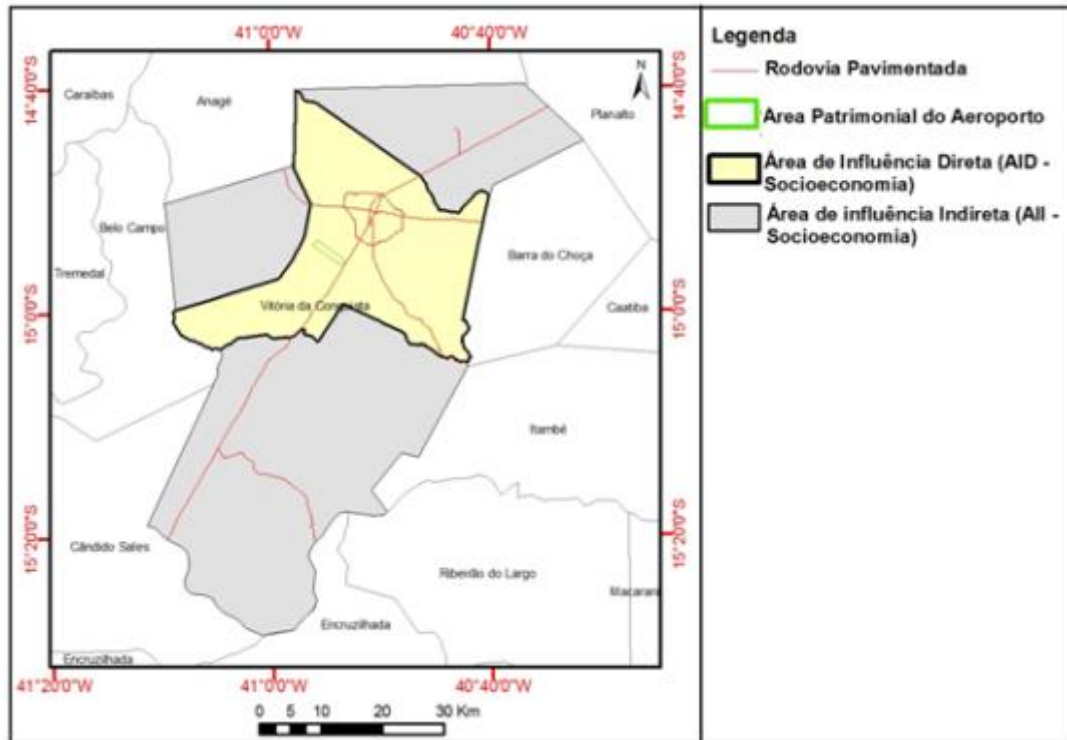 41°0'0"W
40°40'0"W
14°40'0"S
15°0'0"S
15°20'0"S
14°40'0"S
15°0'0"S
15°20'0"S
N
Caraíbas
Anagé
Planalto
Belo Campo
Tremedal
Barra do Choça
Caatiba
Vitória da Conquista
Itambé
Cândido Sales
Ribeirão do Largo
Macarani
Encruzilhada
Encruzilhada
41°20'0"W
41°0'0"W
40°40'0"W
0 5 10 20 30 Km
Legenda
Rodovia Pavimentada
Área Patrimonial do Aeroporto
Área de Influência Direta (AID -
Socioeconomia)
Área de influência Indireta (AII -
Socioeconomia)